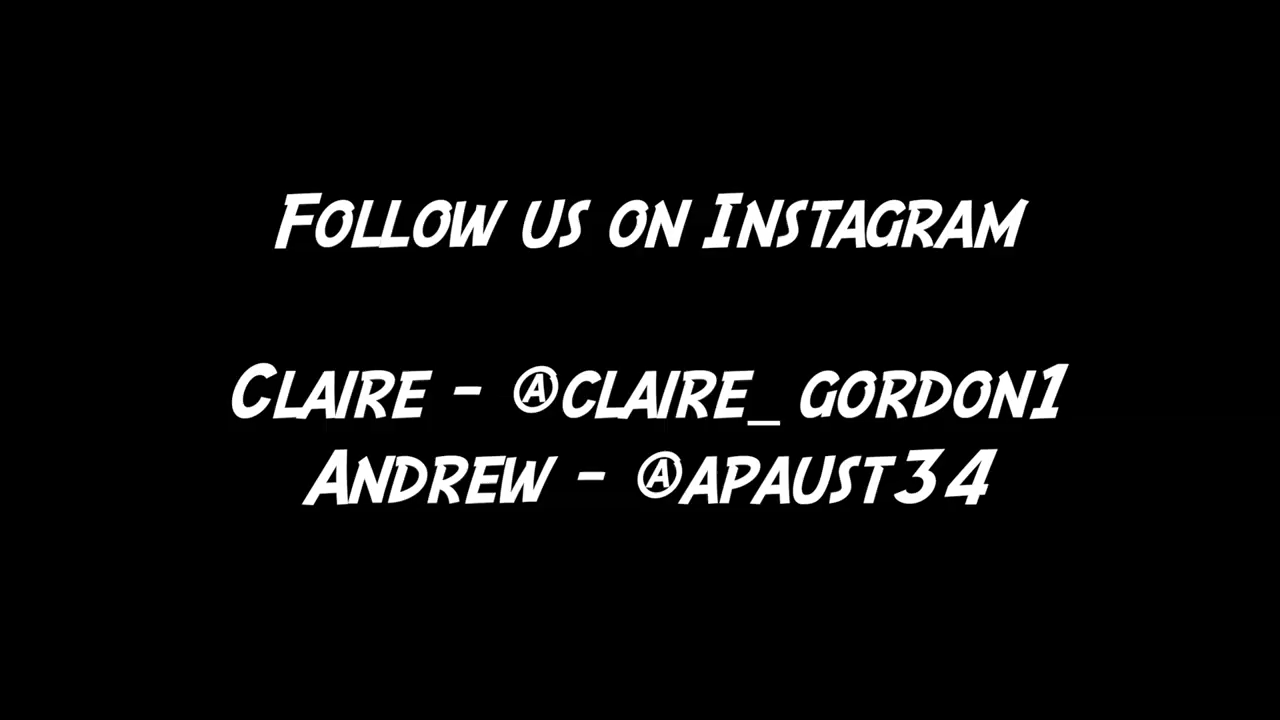 Follow us on Instagram
Claire - @claire_gordon1
Andrew - @apaust34